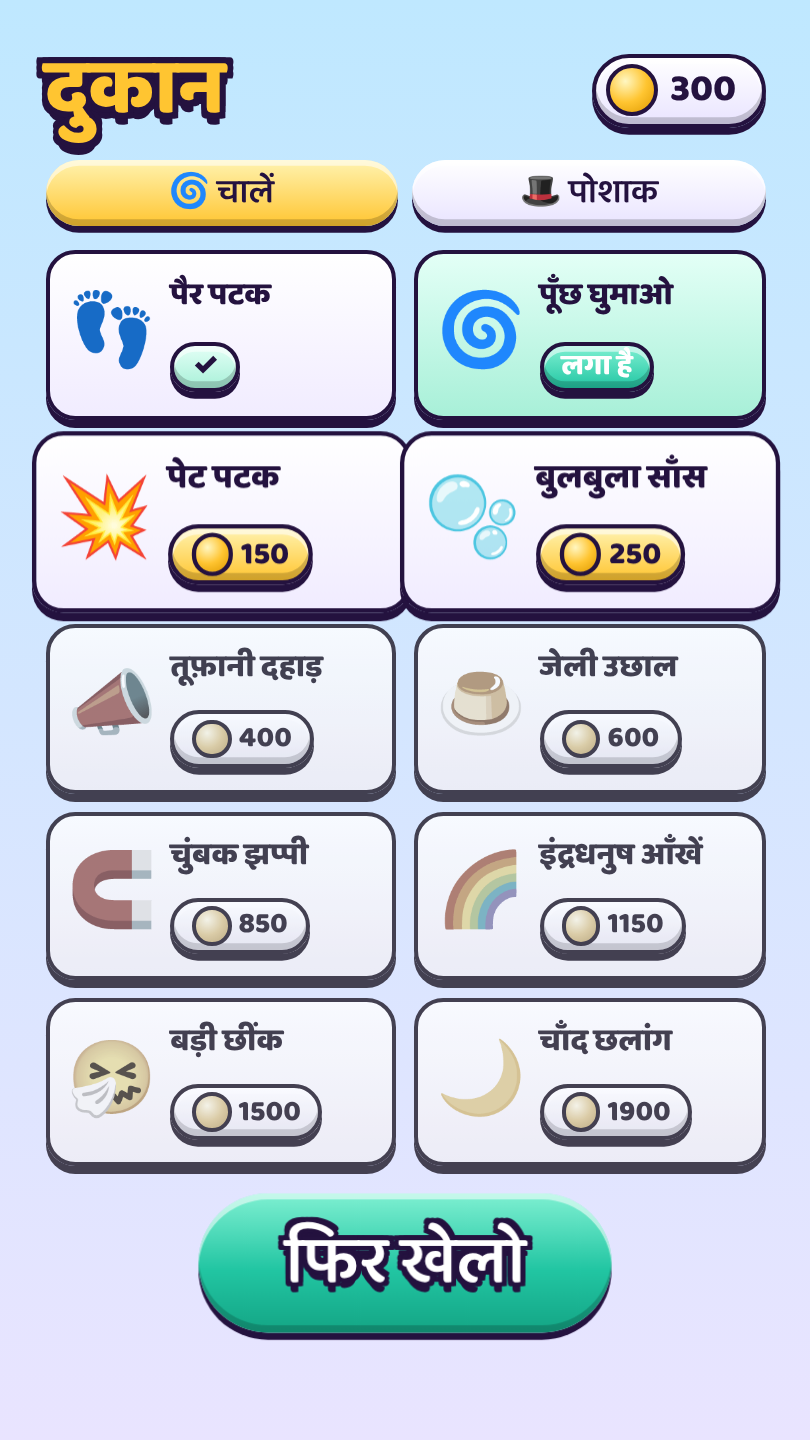 दुकान
300
चालें
पोशाक
पैर पटक
पूँछ घुमाओ
लगा है
पेट पटक
बुलबुला साँस
150
250
तूफ़ानी दहाड़
जेली उछाल
400
600
चुंबक झप्पी
इंद्रधनुष आँखें
850
1150
बड़ी छींक
चाँद छलांग
1500
1900
फिर खेलो